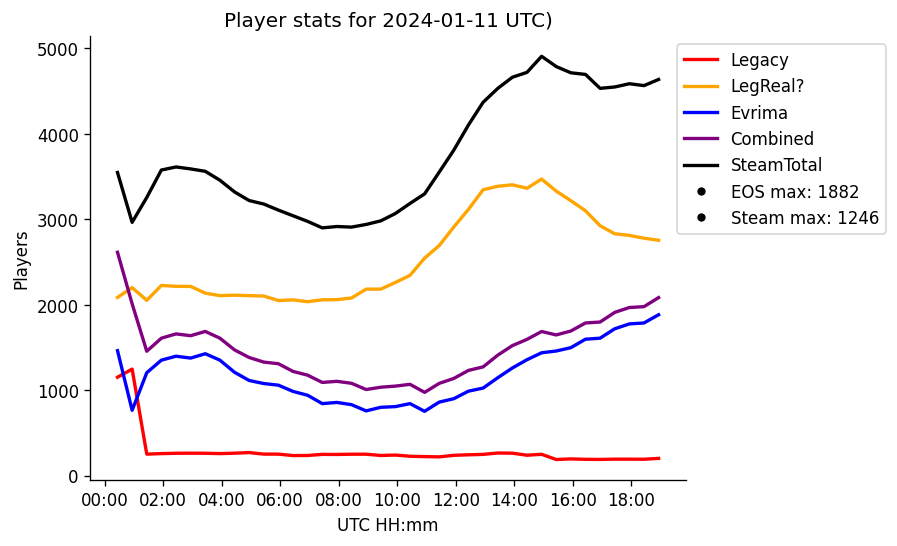 Player stats for 2024-01-11 UTC)
Players
5000
4000
3000
2000
1000
0
00:00 02:00 04:00 06:00 08:00 10:00 12:00 14:00 16:00 18:00
UTC HH:mm
Legacy
LegReal?
Evrima
Combined
SteamTotal
EOS max: 1882
Steam max: 1246